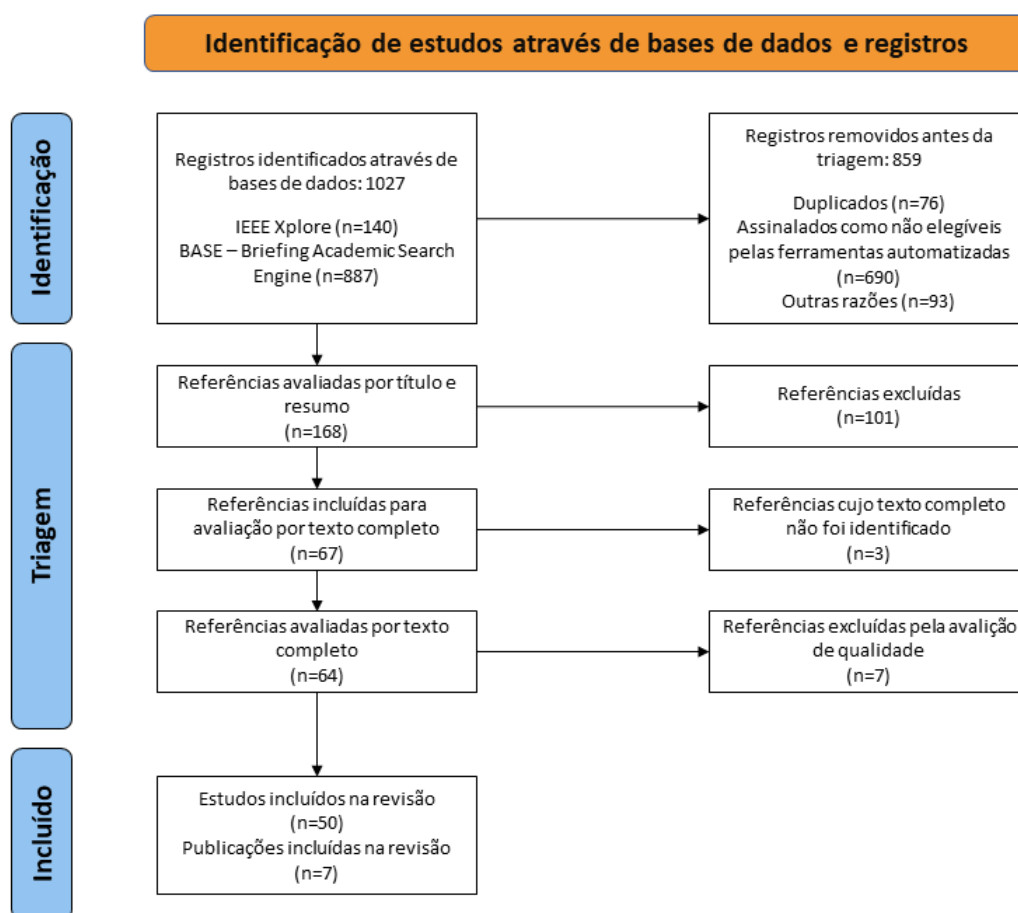 Identificação de estudos através de bases de dados e registros
Identificação
Registros identificados através de
bases de dados: 1027
IEEE Xplore (n=140)
BASE – Briefing Academic Search
Engine (n=887)
Registros removidos antes da
triagem: 859
Duplicados (n=76)
Assinalados como não elegíveis
pelas ferramentas automatizadas
(n=690)
Outras razões (n=93)
Triagem
Referências avaliadas por título e
resumo
(n=168)
Referências excluídas
(n=101)
Referências incluídas para
avaliação por texto completo
(n=67)
Referências cujo texto completo
não foi identificado
(n=3)
Referências avaliadas por texto
completo
(n=64)
Referências excluídas pela avalição
de qualidade
(n=7)
Incluído
Estudos incluídos na revisão
(n=50)
Publicações incluídas na revisão
(n=7)